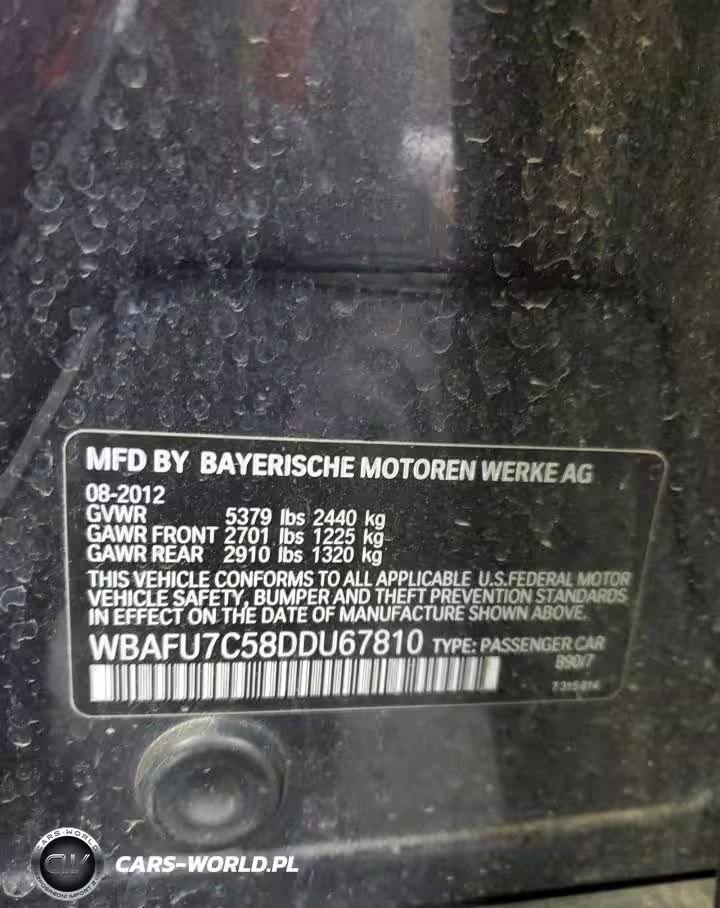 MFD BY BAYERISCHE MOTOREN WERKE AG
08-2012
GVWR 5379 lbs 2440 kg
GAWR FRONT 2701 lbs 1225 kg
GAWR REAR 2910 lbs 1320 kg
THIS VEHICLE CONFORMS TO ALL APPLICABLE U.S.FEDERAL MOTOR
VEHICLE SAFETY, BUMPER AND THEFT PREVENTION STANDARDS
IN EFFECT ON THE DATE OF MANUFACTURE SHOWN ABOVE.
WBAFU7C58DDU67810 TYPE: PASSENGER CAR
B90/7
CARS-WORLD
CW
CARS-WORLD.PL